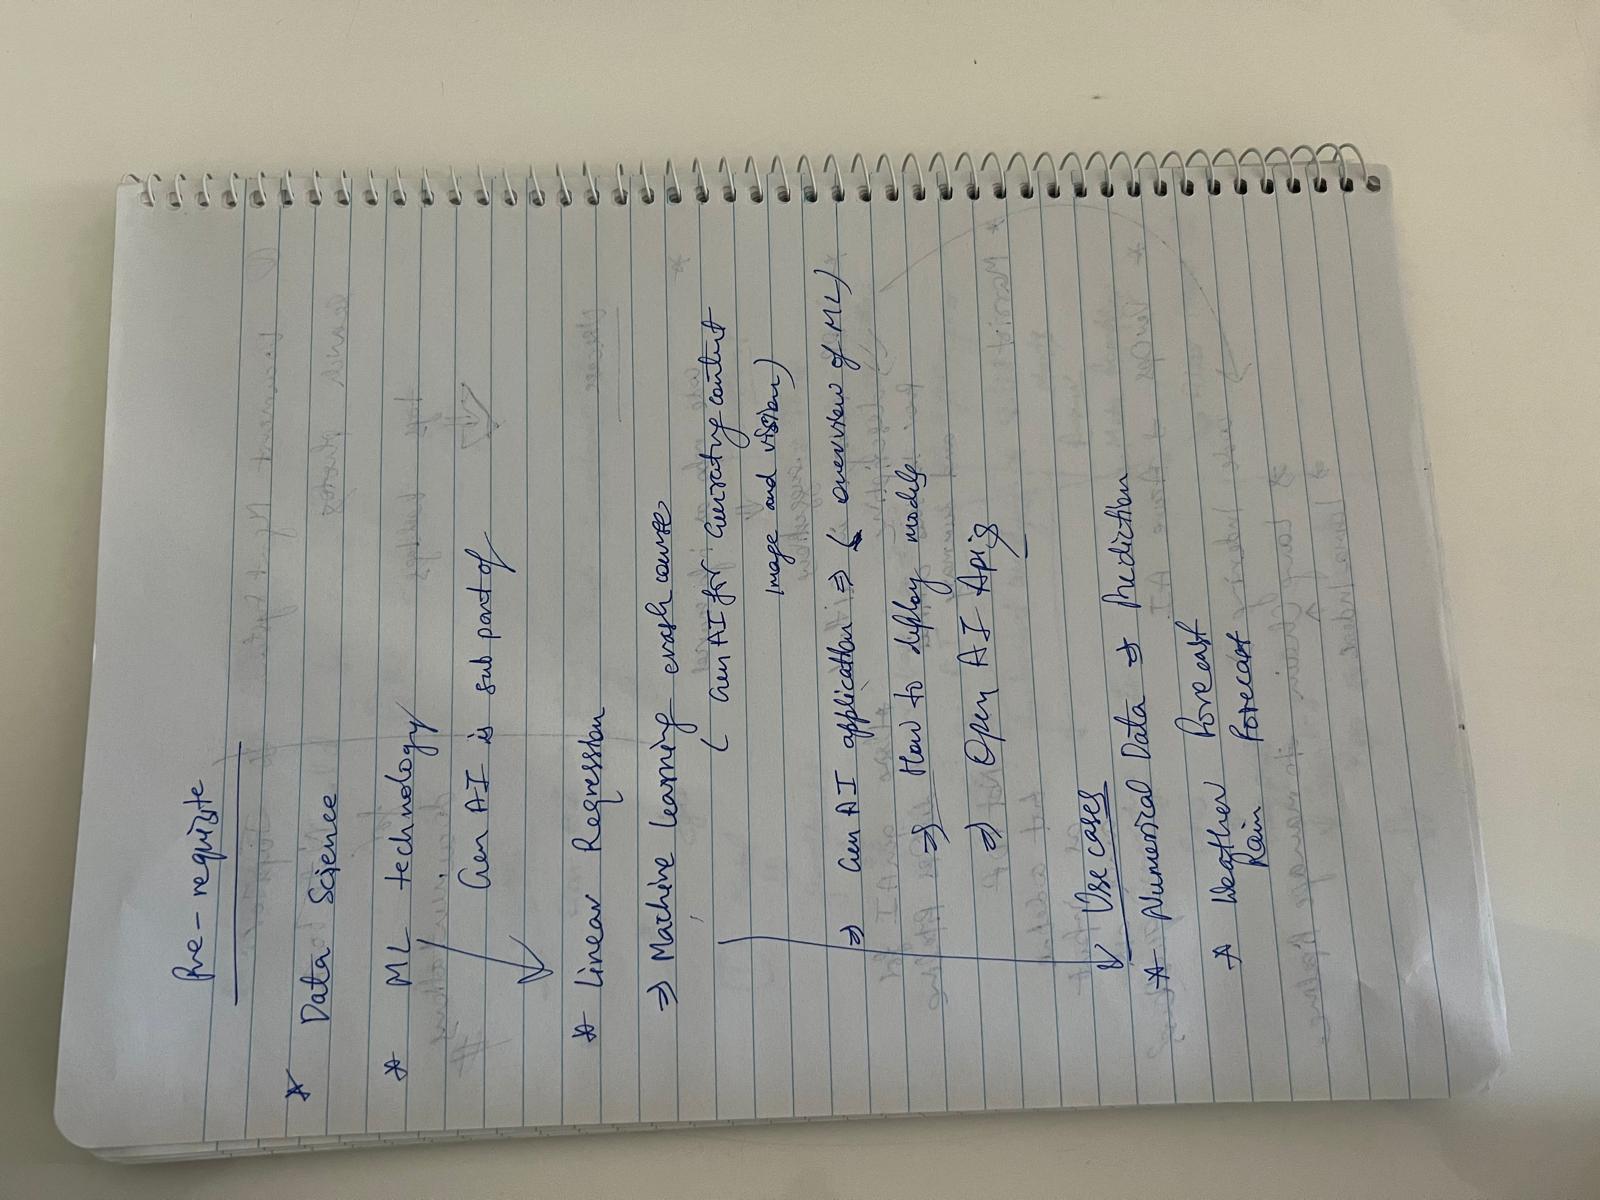 Pre-requisite
* Data Science
* ML technology
Gen AI is sub part of
* Linear Regression
⇒ Machine Learning crash course
( Gen AI for Generating content
Image and vision)
⇒ Gen AI application ⇒ ( overview of ML)
⇒ How to deploy models
⇒ Open AI Apis
Use cases
* Numerical Data ⇒ Prediction
* Weather Forecast
Rain Forecast